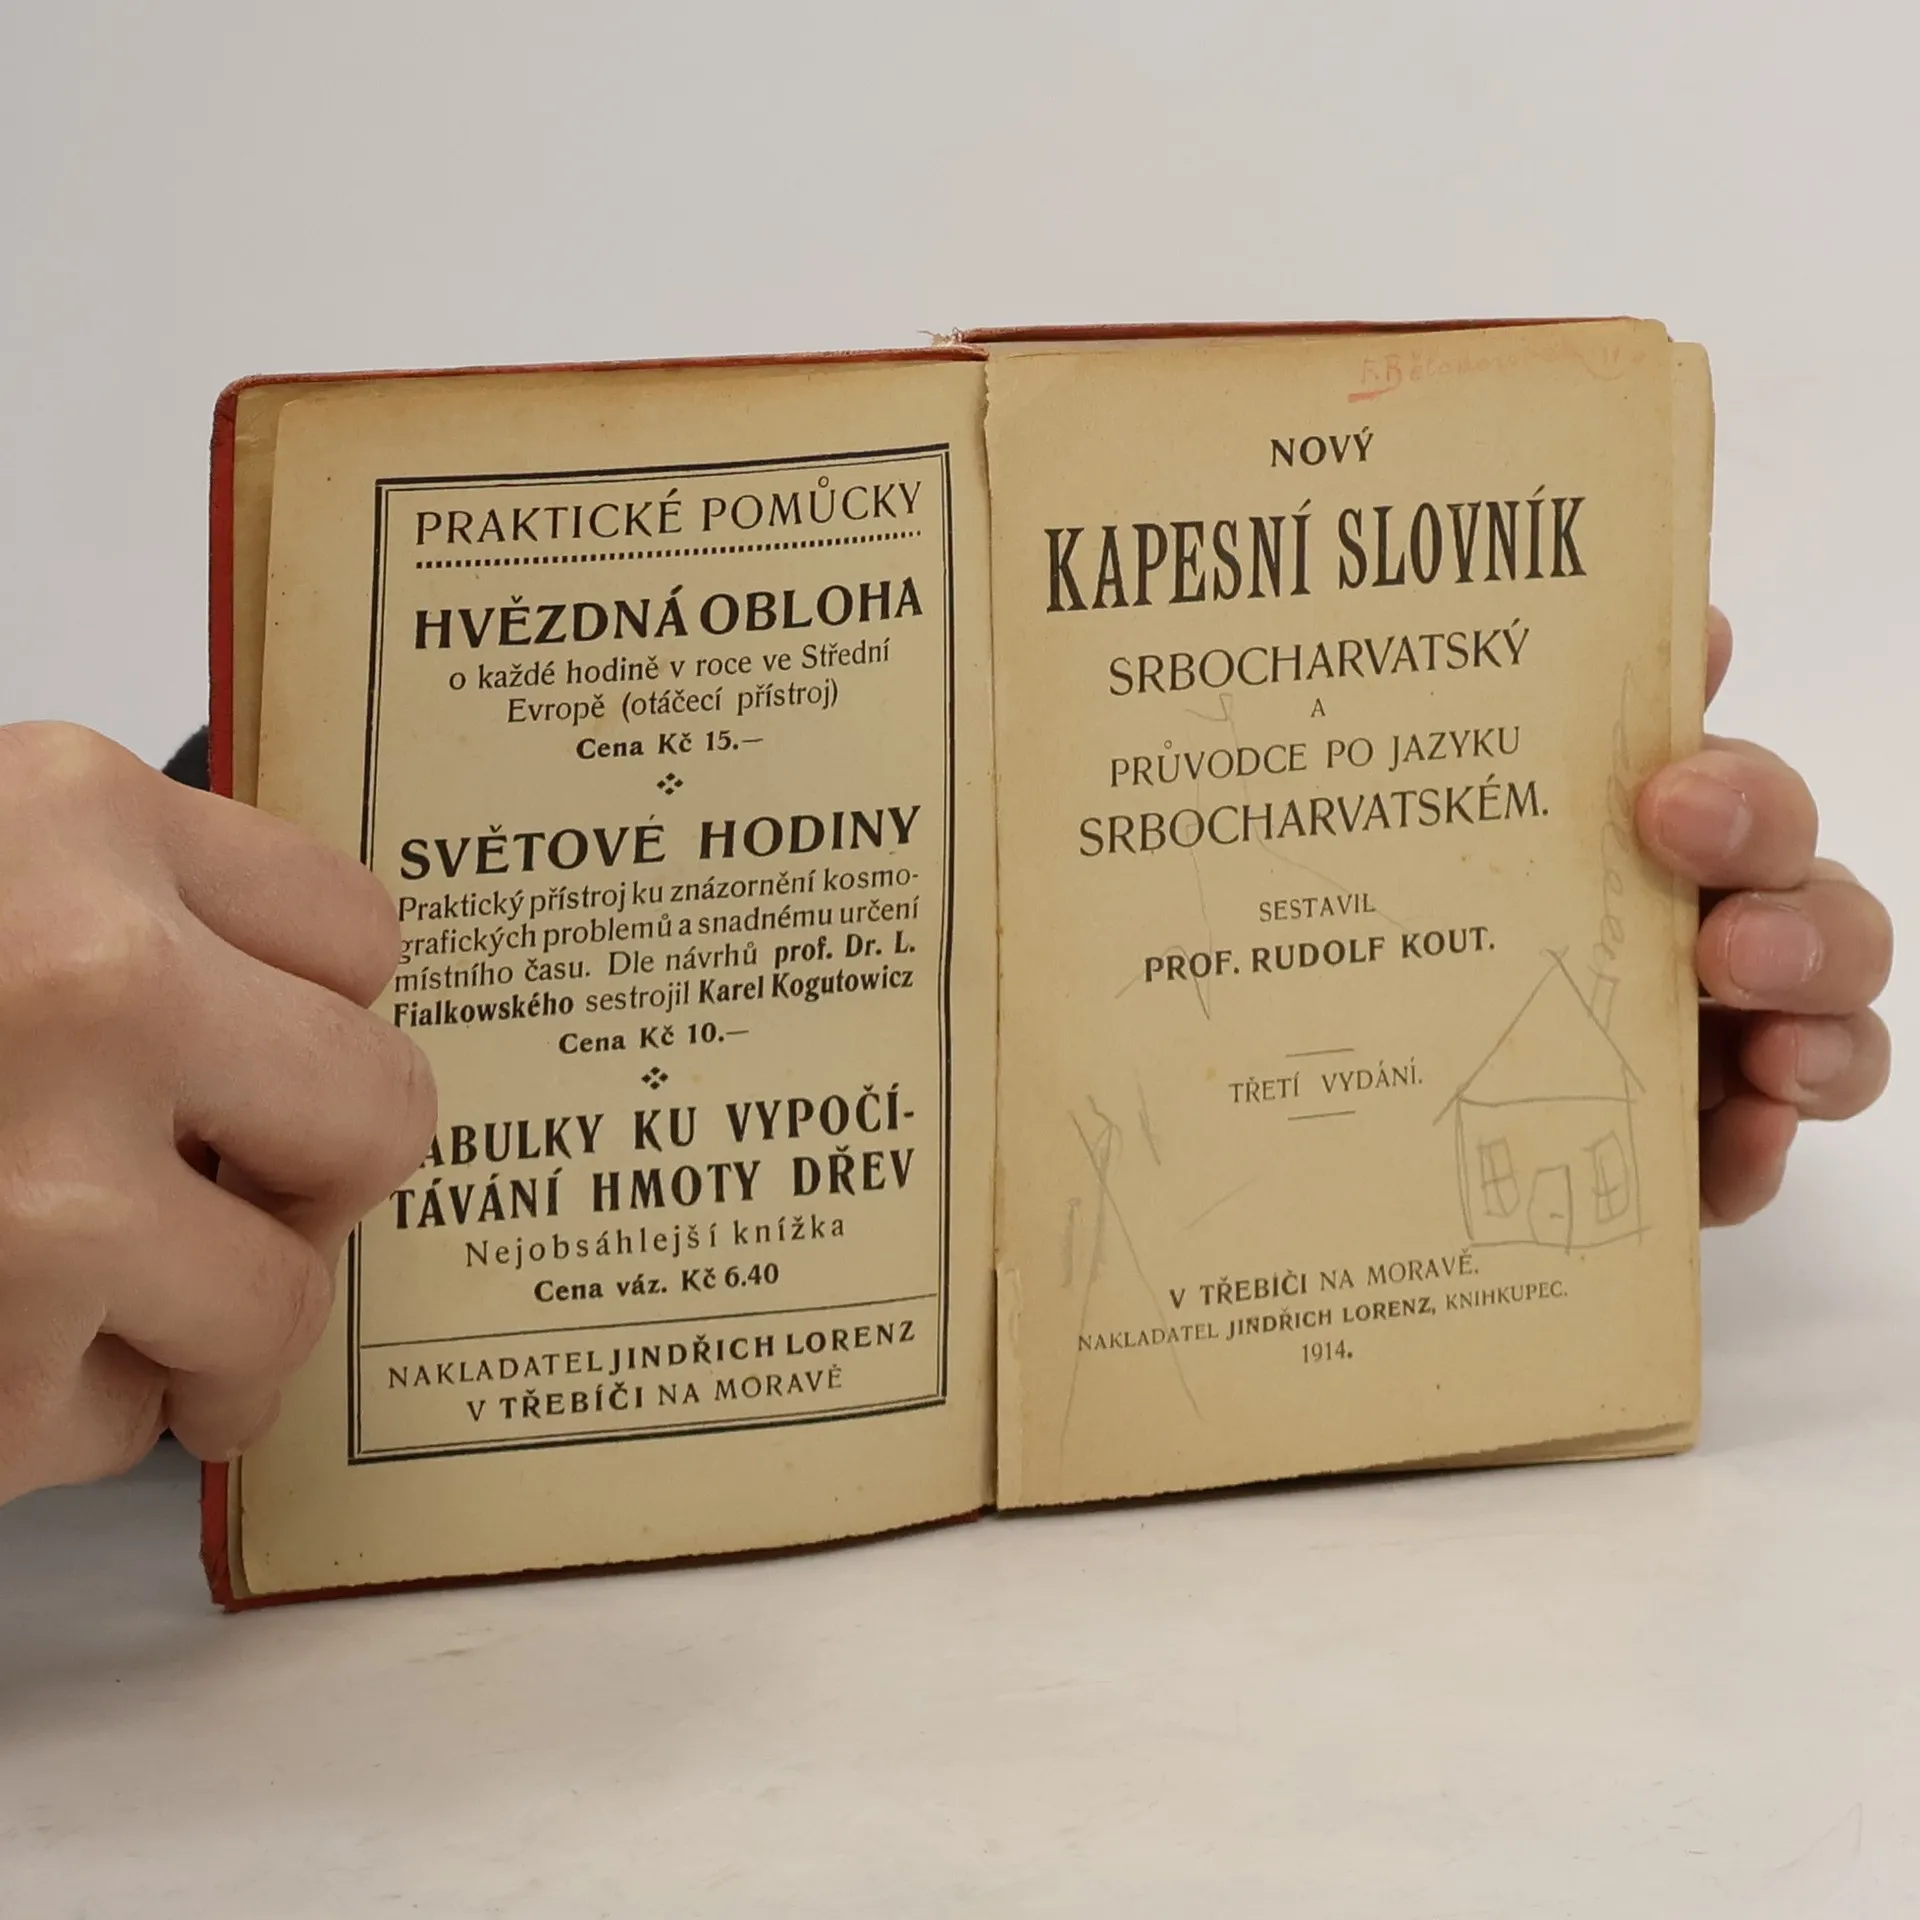 PRAKTICKÉ POMŮCKY
HVĚZDNÁ OBLOHA
o každé hodině v roce ve Střední
Evropě (otáčecí přístroj)
Cena Kč 15.—
SVĚTOVÉ HODINY
Praktický přístroj ku znázornění kosmo-
grafických problemů a snadnému určení
místního času. Dle návrhů prof. Dr. L.
Fialkowského sestrojil Karel Kogutowicz
Cena Kč 10.—
ABULKY KU VYPOČÍ-
TÁVÁNÍ HMOTY DŘEV
Nejobsáhlejší knížka
Cena váz. Kč 6.40
NAKLADATEL JINDŘICH LORENZ
V TŘEBÍČI NA MORAVĚ
NOVÝ
KAPESNÍ SLOVNÍK
SRBOCHARVATSKÝ
A
PRŮVODCE PO JAZYKU
SRBOCHARVATSKÉM.
SESTAVIL
PROF. RUDOLF KOUT.
TŘETÍ VYDÁNÍ.
V TŘEBÍČI NA MORAVĚ.
NAKLADATEL JINDŘICH LORENZ, KNIHKUPEC.
1914.